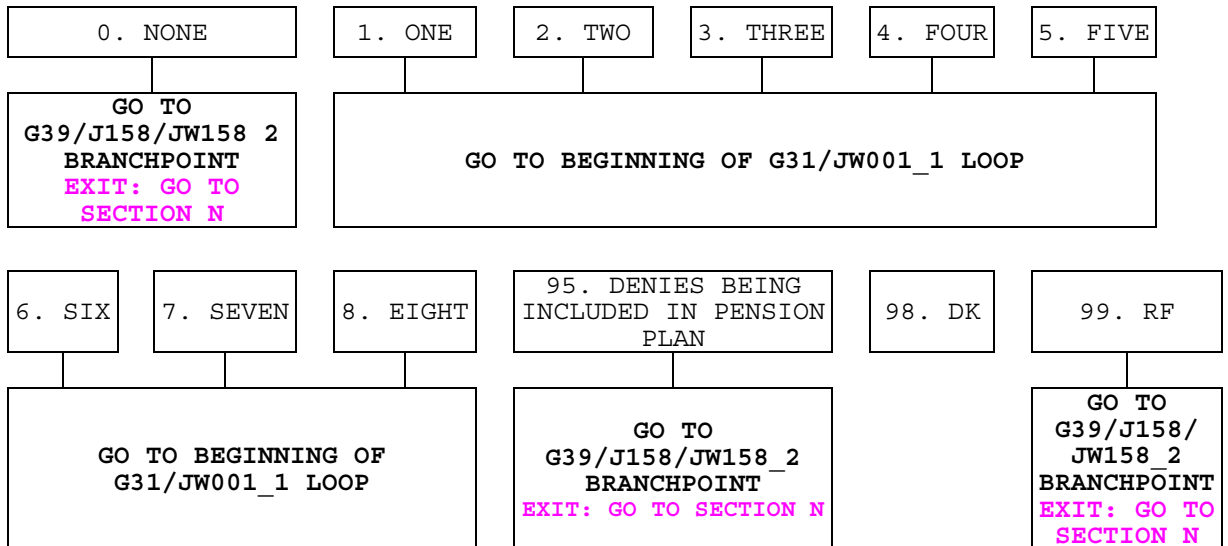 0. NONE
1. ONE
2. TWO
3. THREE
4. FOUR
5. FIVE
GO TO
G39/J158/JW158 2
BRANCHPOINT
EXIT: GO TO
SECTION N
GO TO BEGINNING OF G31/JW001_1 LOOP
6. SIX
7. SEVEN
8. EIGHT
95. DENIES BEING
INCLUDED IN PENSION
PLAN
98. DK
99. RF
GO TO BEGINNING OF
G31/JW001_1 LOOP
GO TO
G39/J158/JW158_2
BRANCHPOINT
EXIT: GO TO SECTION N
GO TO
G39/J158/
JW158_2
BRANCHPOINT
EXIT: GO TO
SECTION N